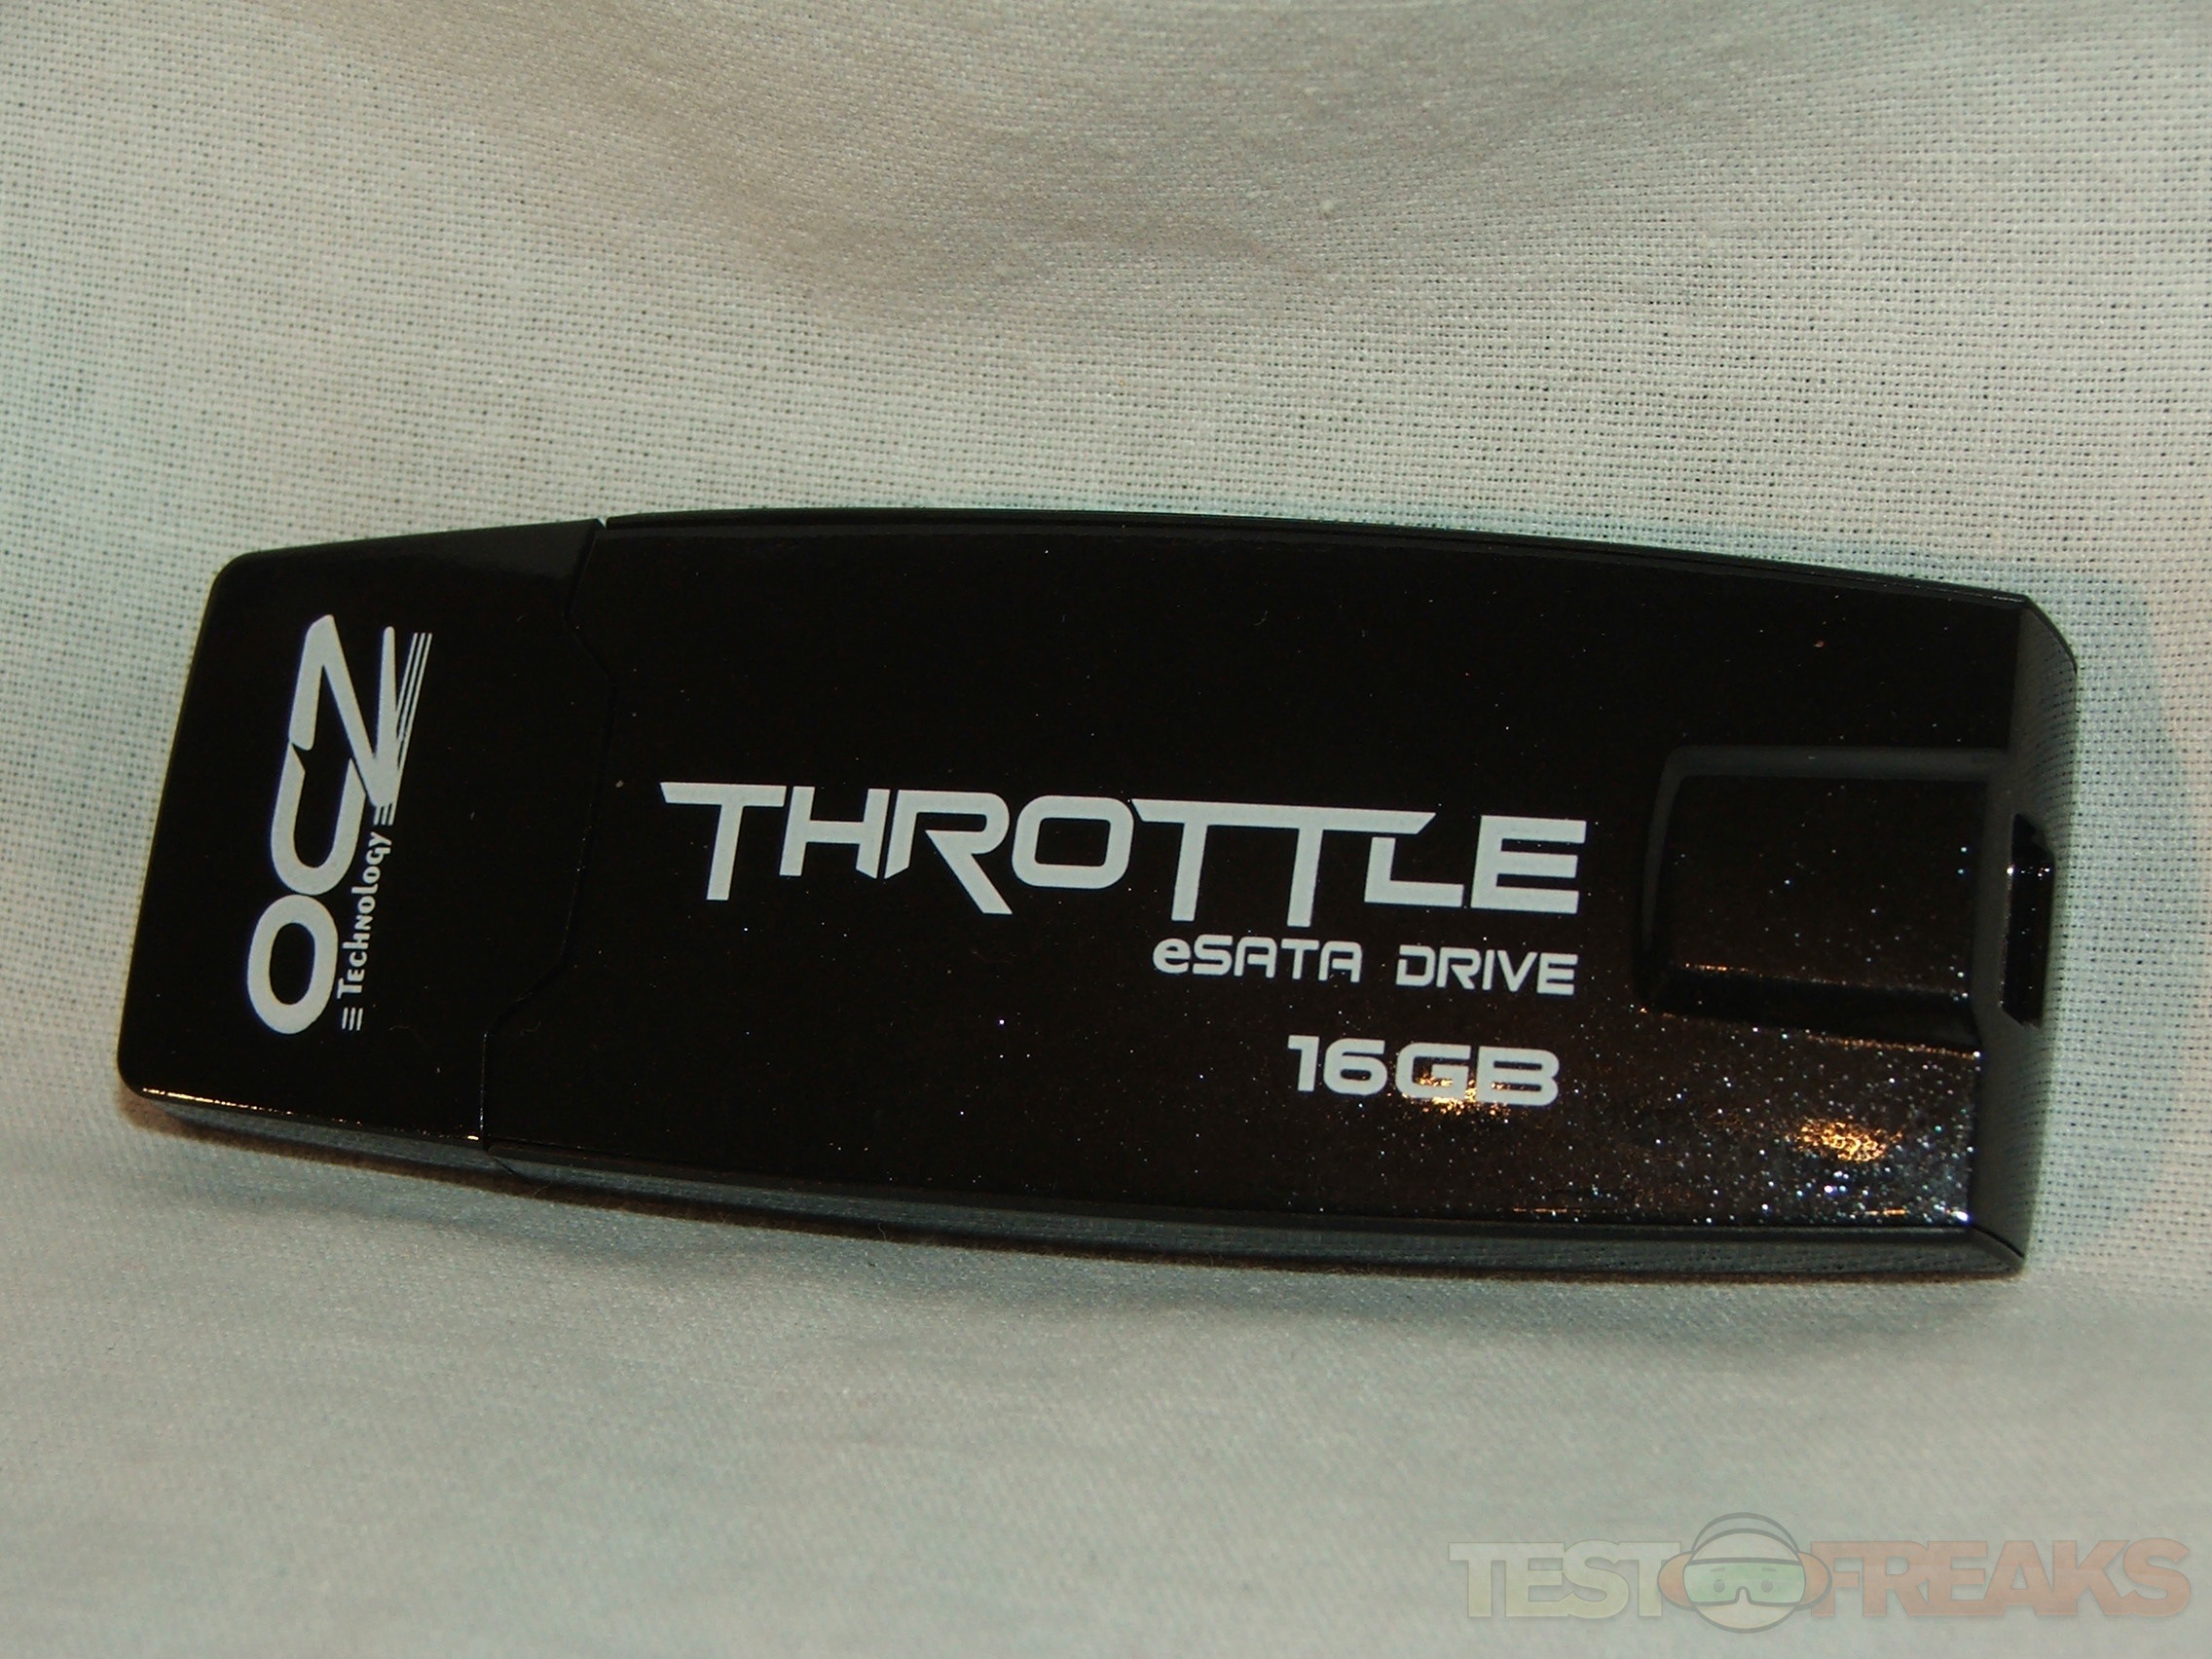 OCZ
Technology
THROTTLE
eSATA DRIVE
16GB
TESTFREAKS